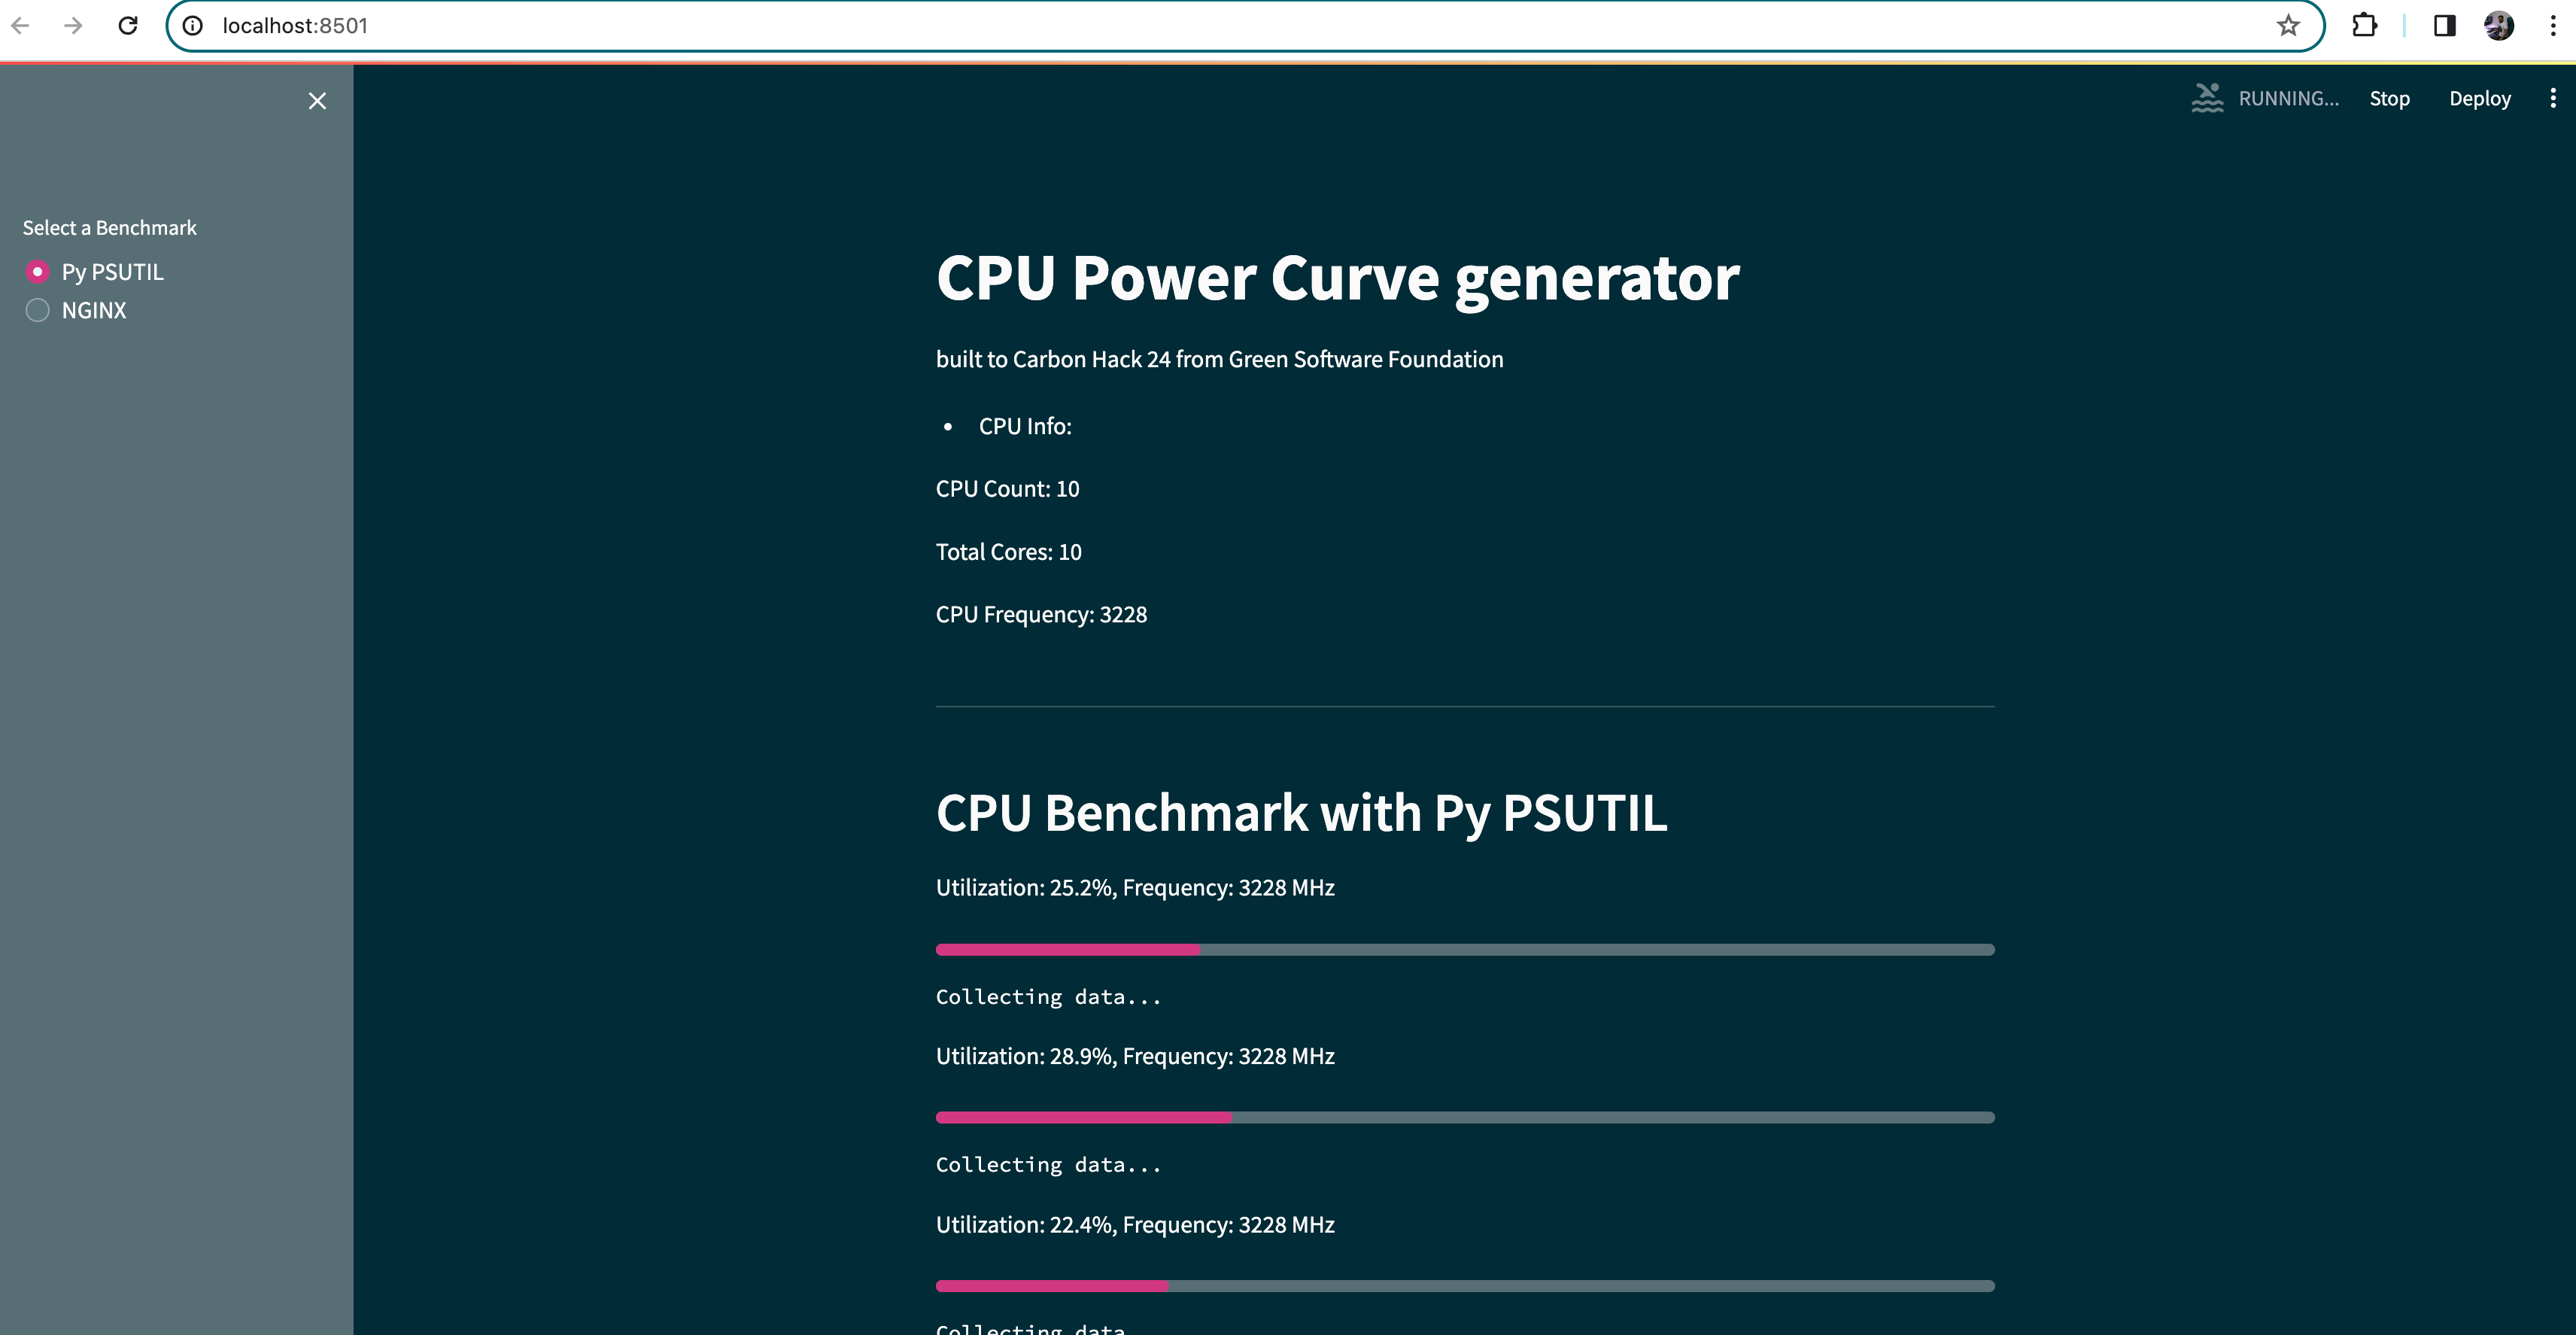 localhost:8501
RUNNING...
Stop
Deploy
Select a Benchmark
Py PSUTIL
NGINX
CPU Power Curve generator
built to Carbon Hack 24 from Green Software Foundation
• CPU Info:
CPU Count: 10
Total Cores: 10
CPU Frequency: 3228
CPU Benchmark with Py PSUTIL
Utilization: 25.2%, Frequency: 3228 MHz
Collecting data...
Utilization: 28.9%, Frequency: 3228 MHz
Collecting data...
Utilization: 22.4%, Frequency: 3228 MHz
Collecting data